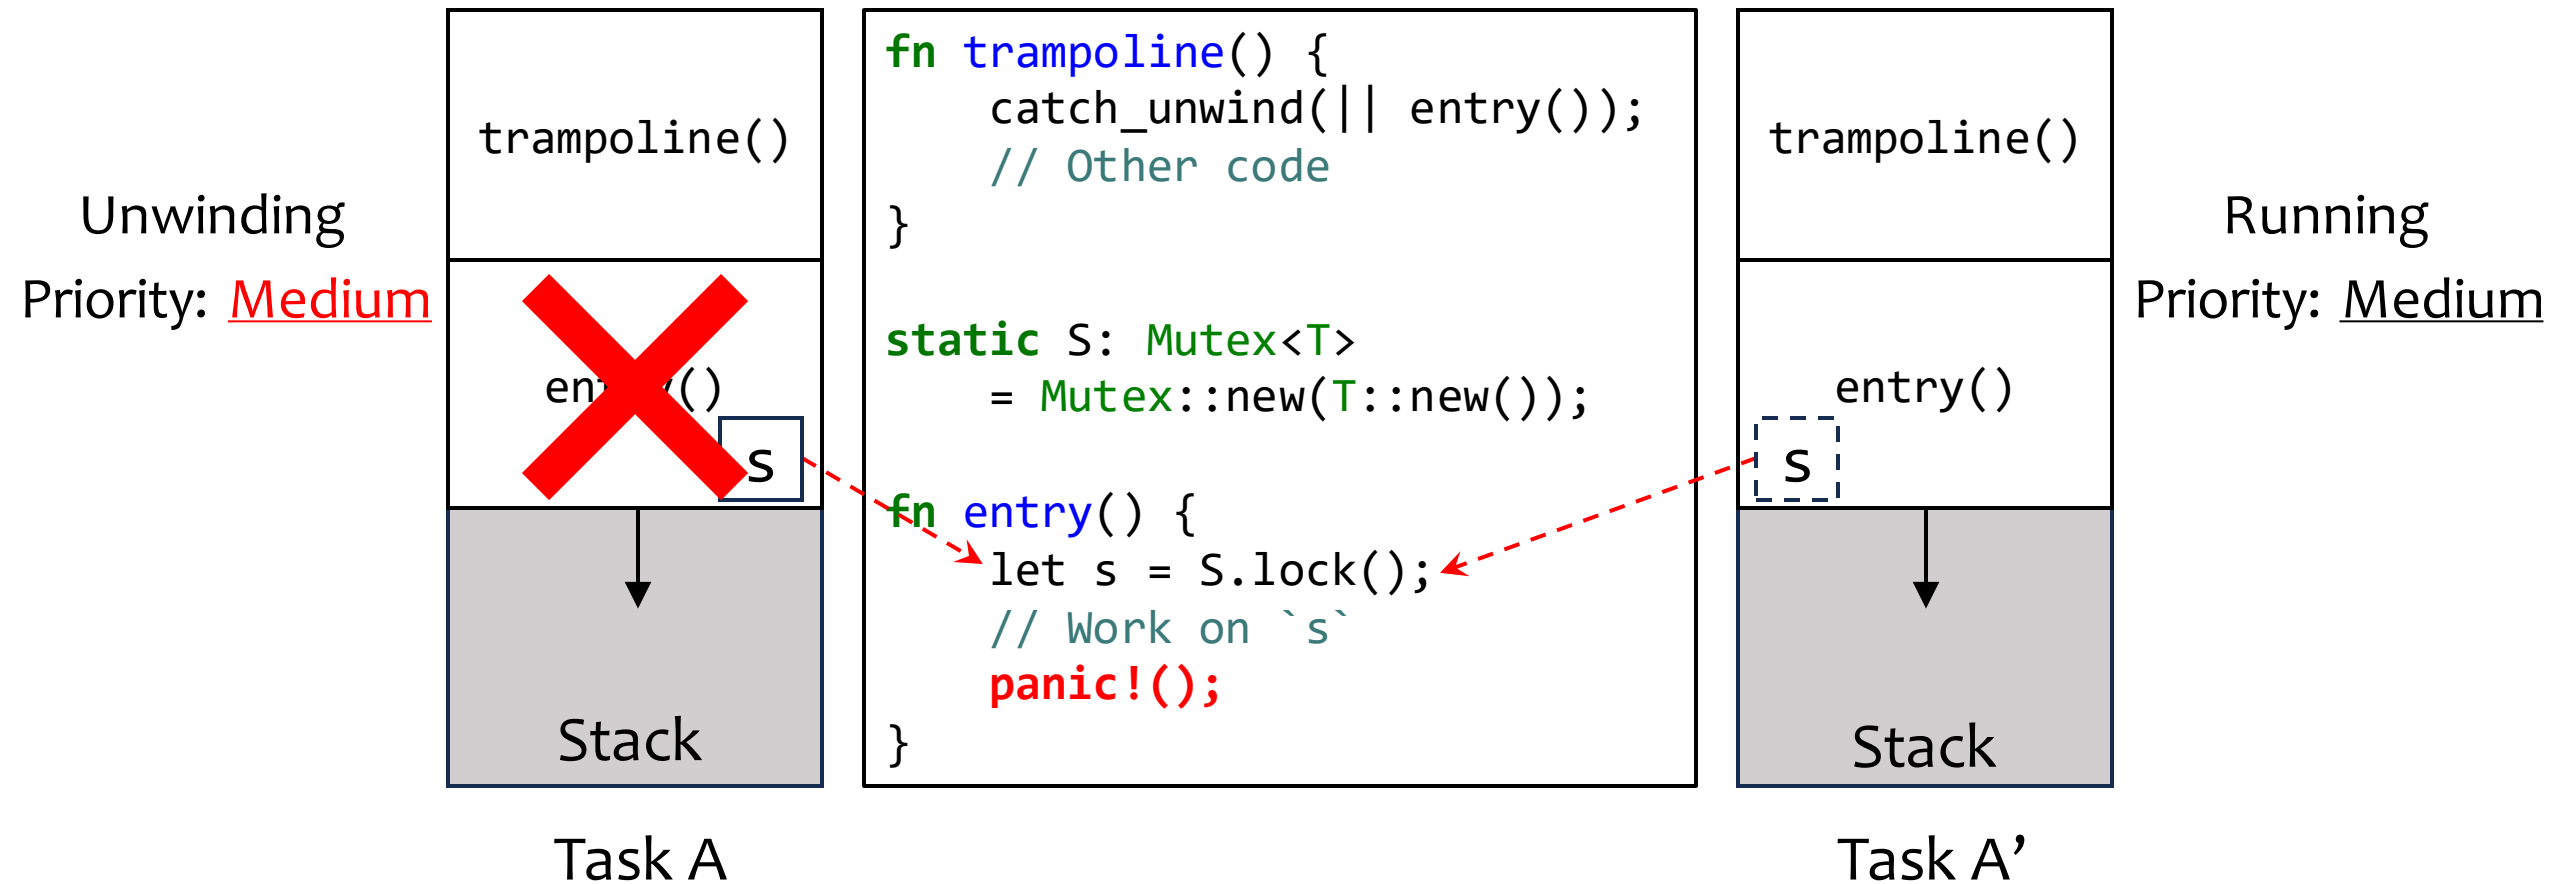 Unwinding
Priority: Medium
trampoline()
entry()
s
Stack
Task A
fn trampoline() {
    catch_unwind(|| entry());
    // Other code
}
static S: Mutex<T>
    = Mutex::new(T::new());
fn entry() {
    let s = S.lock();
    // Work on `s`
    panic!();
}
trampoline()
entry()
s
Stack
Task A’
Running
Priority: Medium